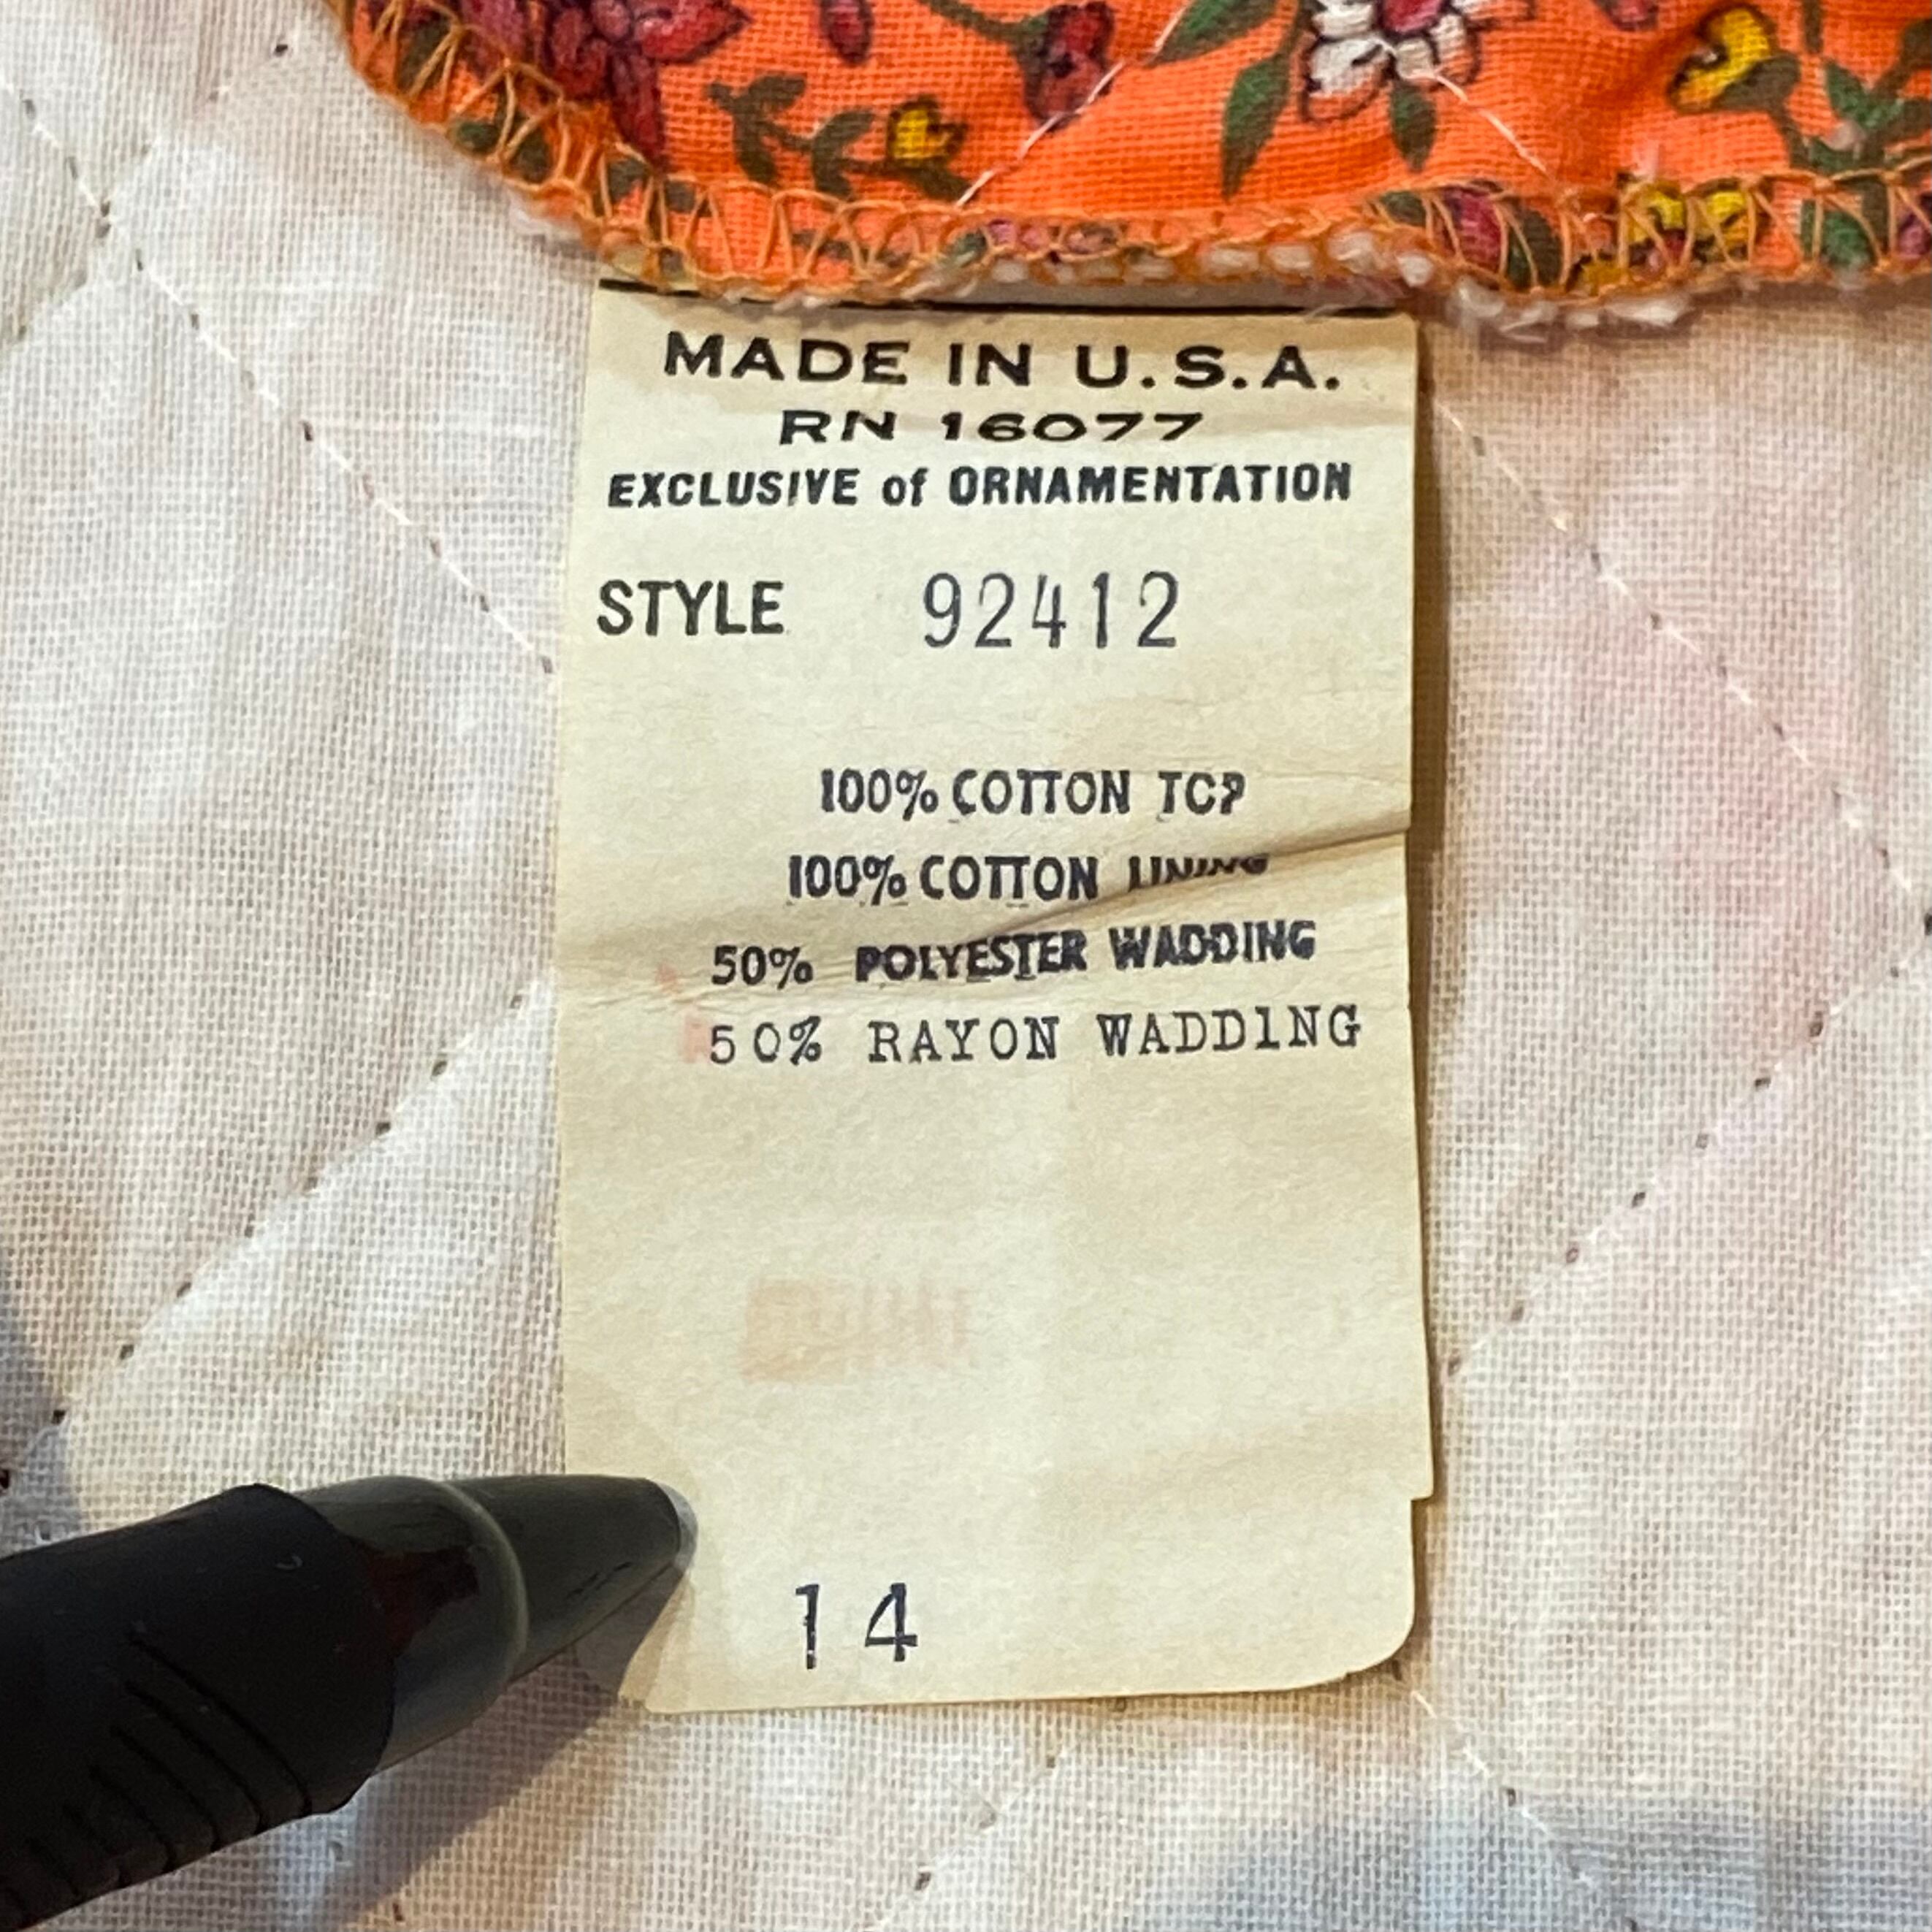 MADE IN U.S.A.
RN 16077
EXCLUSIVE of ORNAMENTATION
STYLE 92412
100% COTTON TOP
100% COTTON LINING
50% POLYESTER WADDING
50% RAYON WADDING
14